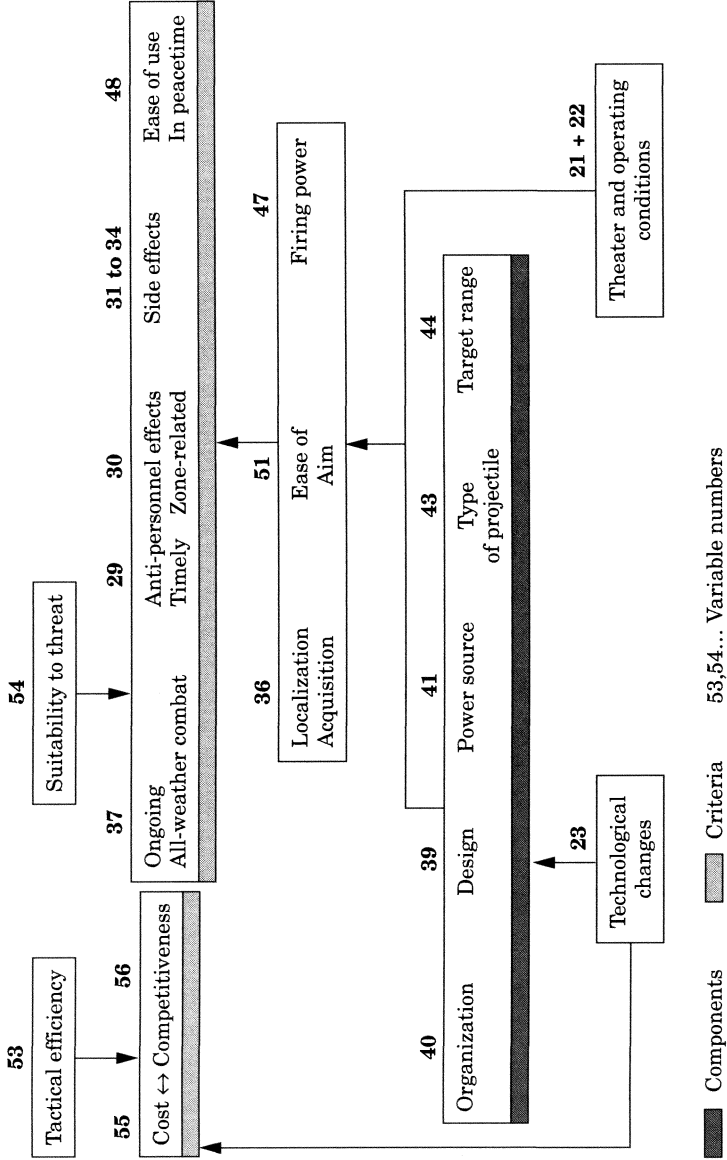 53
Tactical efficiency
54
Suitability to threat
55
56
Cost ↔ Competitiveness
37
29
30
31 to 34
48
Ongoing
All-weather combat
Anti-personnel effects
Timely Zone-related
Side effects
Ease of use
In peacetime
36
51
47
Localization
Acquisition
Ease of
Aim
Firing power
40
39
41
43
44
Organization
Design
Power source
Type
of projectile
Target range
23
Technological
changes
21 + 22
Theater and operating
conditions
Components
Criteria
53,54... Variable numbers